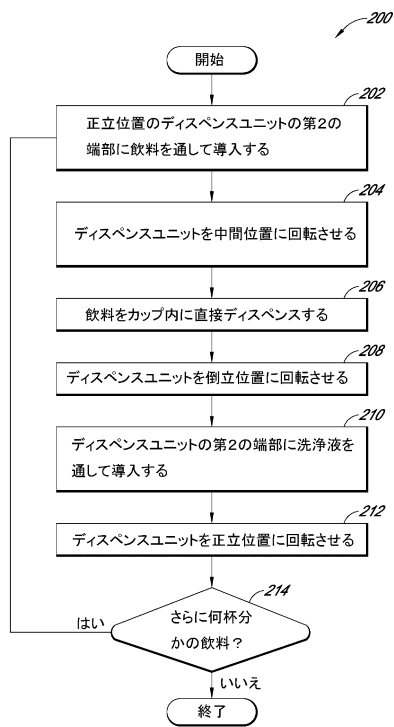 200
開始
202
正立位置のディスペンスユニットの第2の
端部に飲料を通して導入する
204
ディスペンスユニットを中間位置に回転させる
206
飲料をカップ内に直接ディスペンスする
208
ディスペンスユニットを倒立位置に回転させる
210
ディスペンスユニットの第2の端部に洗浄液を
通して導入する
212
ディスペンスユニットを正立位置に回転させる
214
さらに何杯分
かの飲料？
はい
いいえ
終了